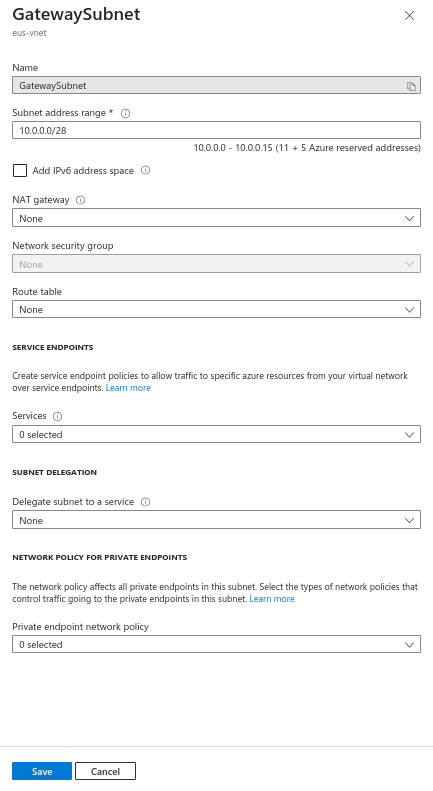 GatewaySubnet
eus-vnet
Name
GatewaySubnet
Subnet address range *
10.0.0.0/28
10.0.0.0 - 10.0.0.15 (11 + 5 Azure reserved addresses)
Add IPv6 address space
NAT gateway
None
Network security group
None
Route table
None
SERVICE ENDPOINTS
Create service endpoint policies to allow traffic to specific azure resources from your virtual network
over service endpoints. Learn more
Services
0 selected
SUBNET DELEGATION
Delegate subnet to a service
None
NETWORK POLICY FOR PRIVATE ENDPOINTS
The network policy affects all private endpoints in this subnet. Select the types of network policies that
control traffic going to the private endpoints in this subnet. Learn more
Private endpoint network policy
0 selected
Save Cancel